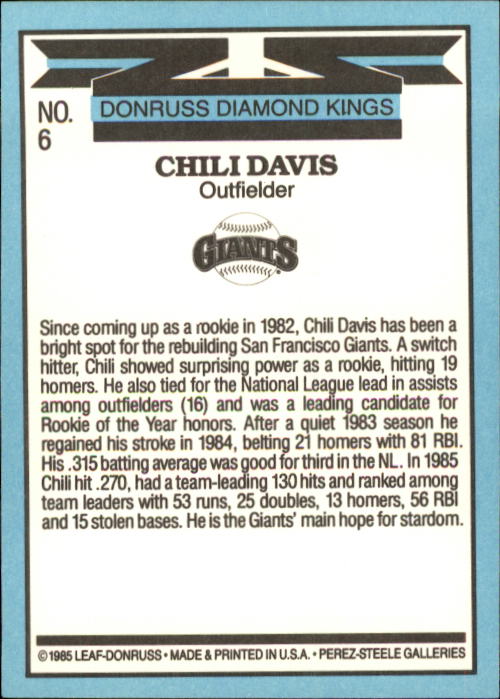 NO.
6
DONRUSS DIAMOND KINGS
CHILI DAVIS
Outfielder
GIANTS
Since coming up as a rookie in 1982, Chili Davis has been a
bright spot for the rebuilding San Francisco Giants. A switch
hitter, Chili showed surprising power as a rookie, hitting 19
homers. He also tied for the National League lead in assists
among outfielders (16) and was a leading candidate for
Rookie of the Year honors. After a quiet 1983 season he
regained his stroke in 1984, belting 21 homers with 81 RBI.
His .315 batting average was good for third in the NL. In 1985
Chili hit .270, had a team-leading 130 hits and ranked among
team leaders with 53 runs, 25 doubles, 13 homers, 56 RBI
and 15 stolen bases. He is the Giants' main hope for stardom.
©1985 LEAF-DONRUSS • MADE & PRINTED IN U.S.A. • PEREZ-STEELE GALLERIES